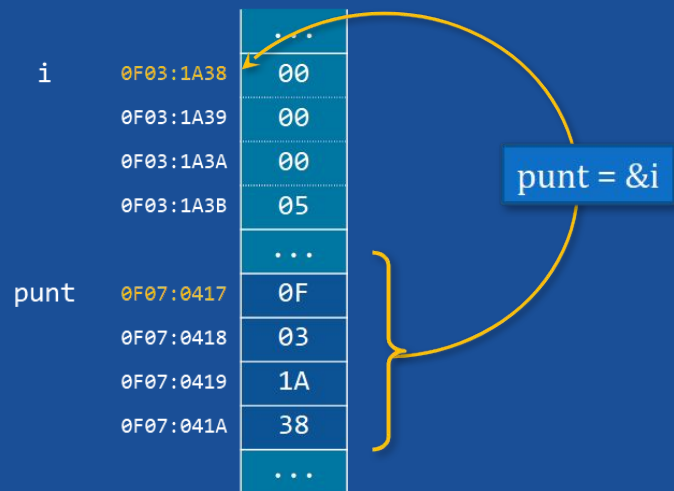 ...
i 0F03:1A38 00
0F03:1A39 00
0F03:1A3A 00
0F03:1A3B 05
...
punt = &i
punt 0F07:0417 0F
0F07:0418 03
0F07:0419 1A
0F07:041A 38
...